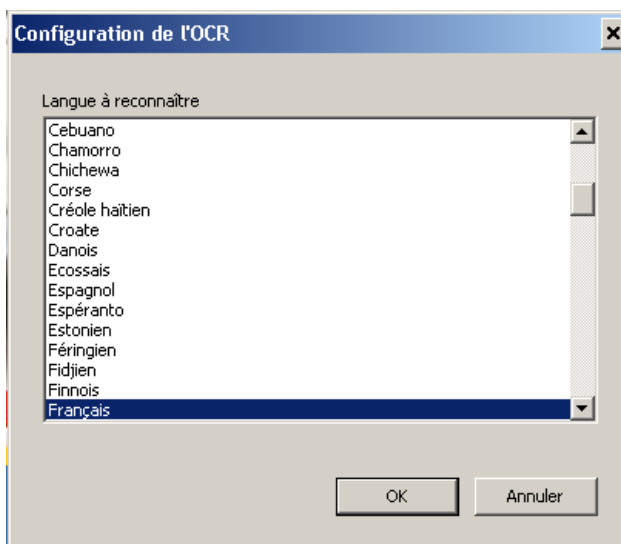 Configuration de l'OCR
Langue à reconnaître
Cebuano
Chamorro
Chichewa
Corse
Créole haïtien
Croate
Danois
Ecossais
Espagnol
Espéranto
Estonien
Féringien
Fidjien
Finnois
Français
OK Annuler